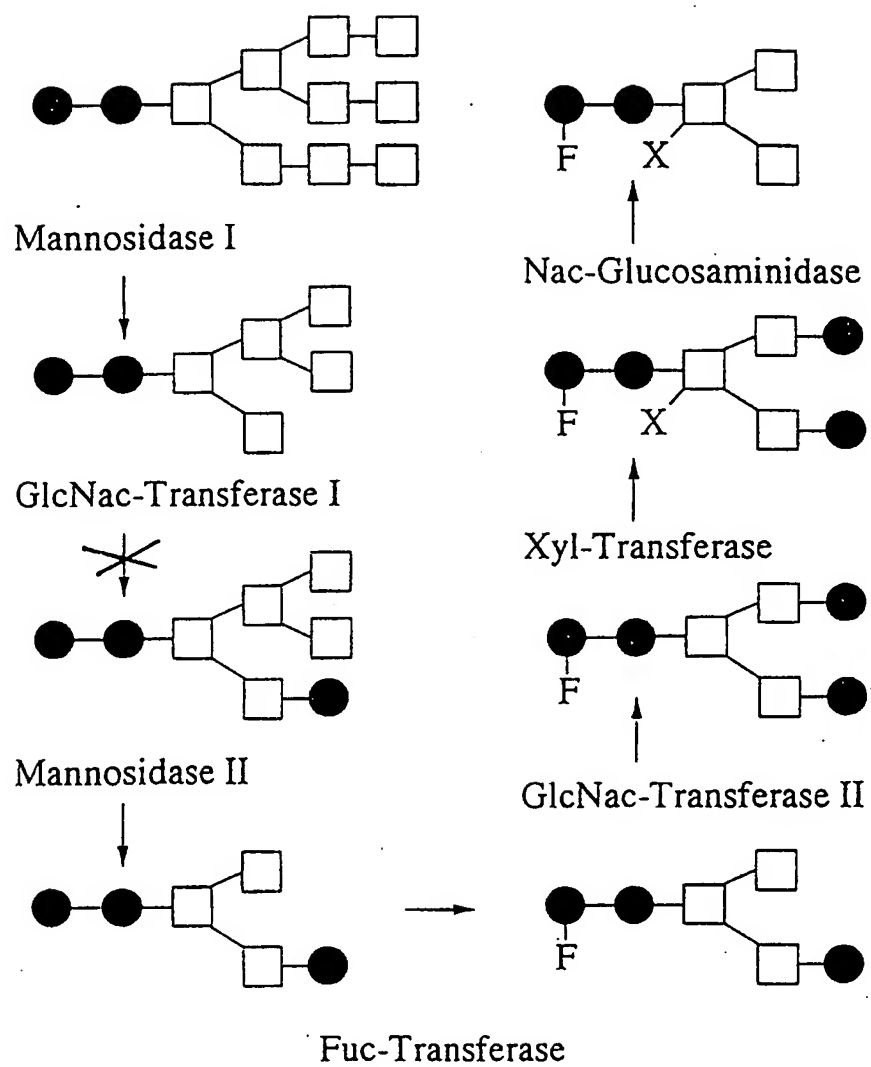 Mannosidase I
GlcNac-Transferase I
Mannosidase II
Fuc-Transferase
F
GlcNac-Transferase II
F
Xyl-Transferase
F
X
Nac-Glucosaminidase
F
X